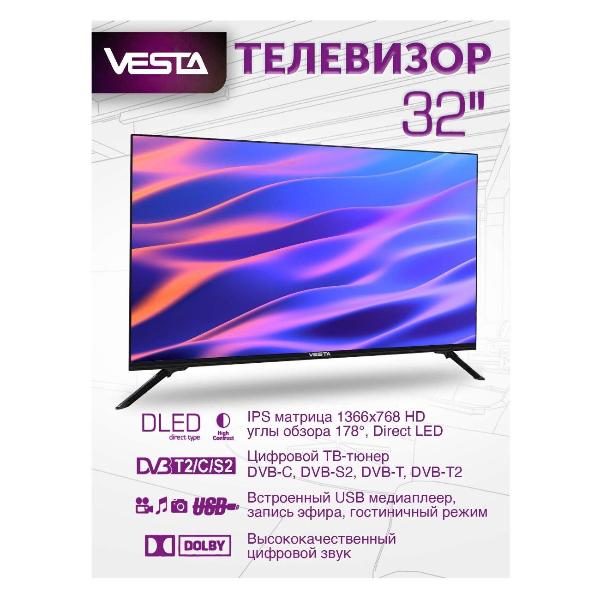 VESTA
ТЕЛЕВИЗОР
32"
VESTA
DLED
direct type
High
Contrast
IPS матрица 1366x768 HD
углы обзора 178°, Direct LED
DVB T2/C/S2
Цифровой ТВ-тюнер
DVB-C, DVB-S2, DVB-T, DVB-T2
USB
Встроенный USB медиаплеер,
запись эфира, гостиничный режим
DOLBY
Высококачественный
цифровой звук